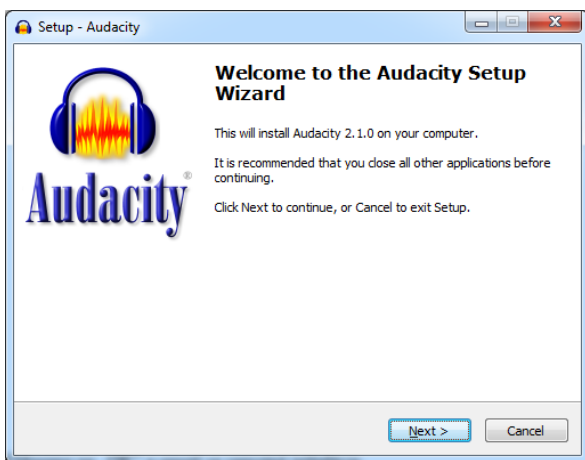 Setup - Audacity
Welcome to the Audacity Setup
Wizard
This will install Audacity 2.1.0 on your computer.
It is recommended that you close all other applications before
continuing.
Click Next to continue, or Cancel to exit Setup.
Audacity®
Next >
Cancel